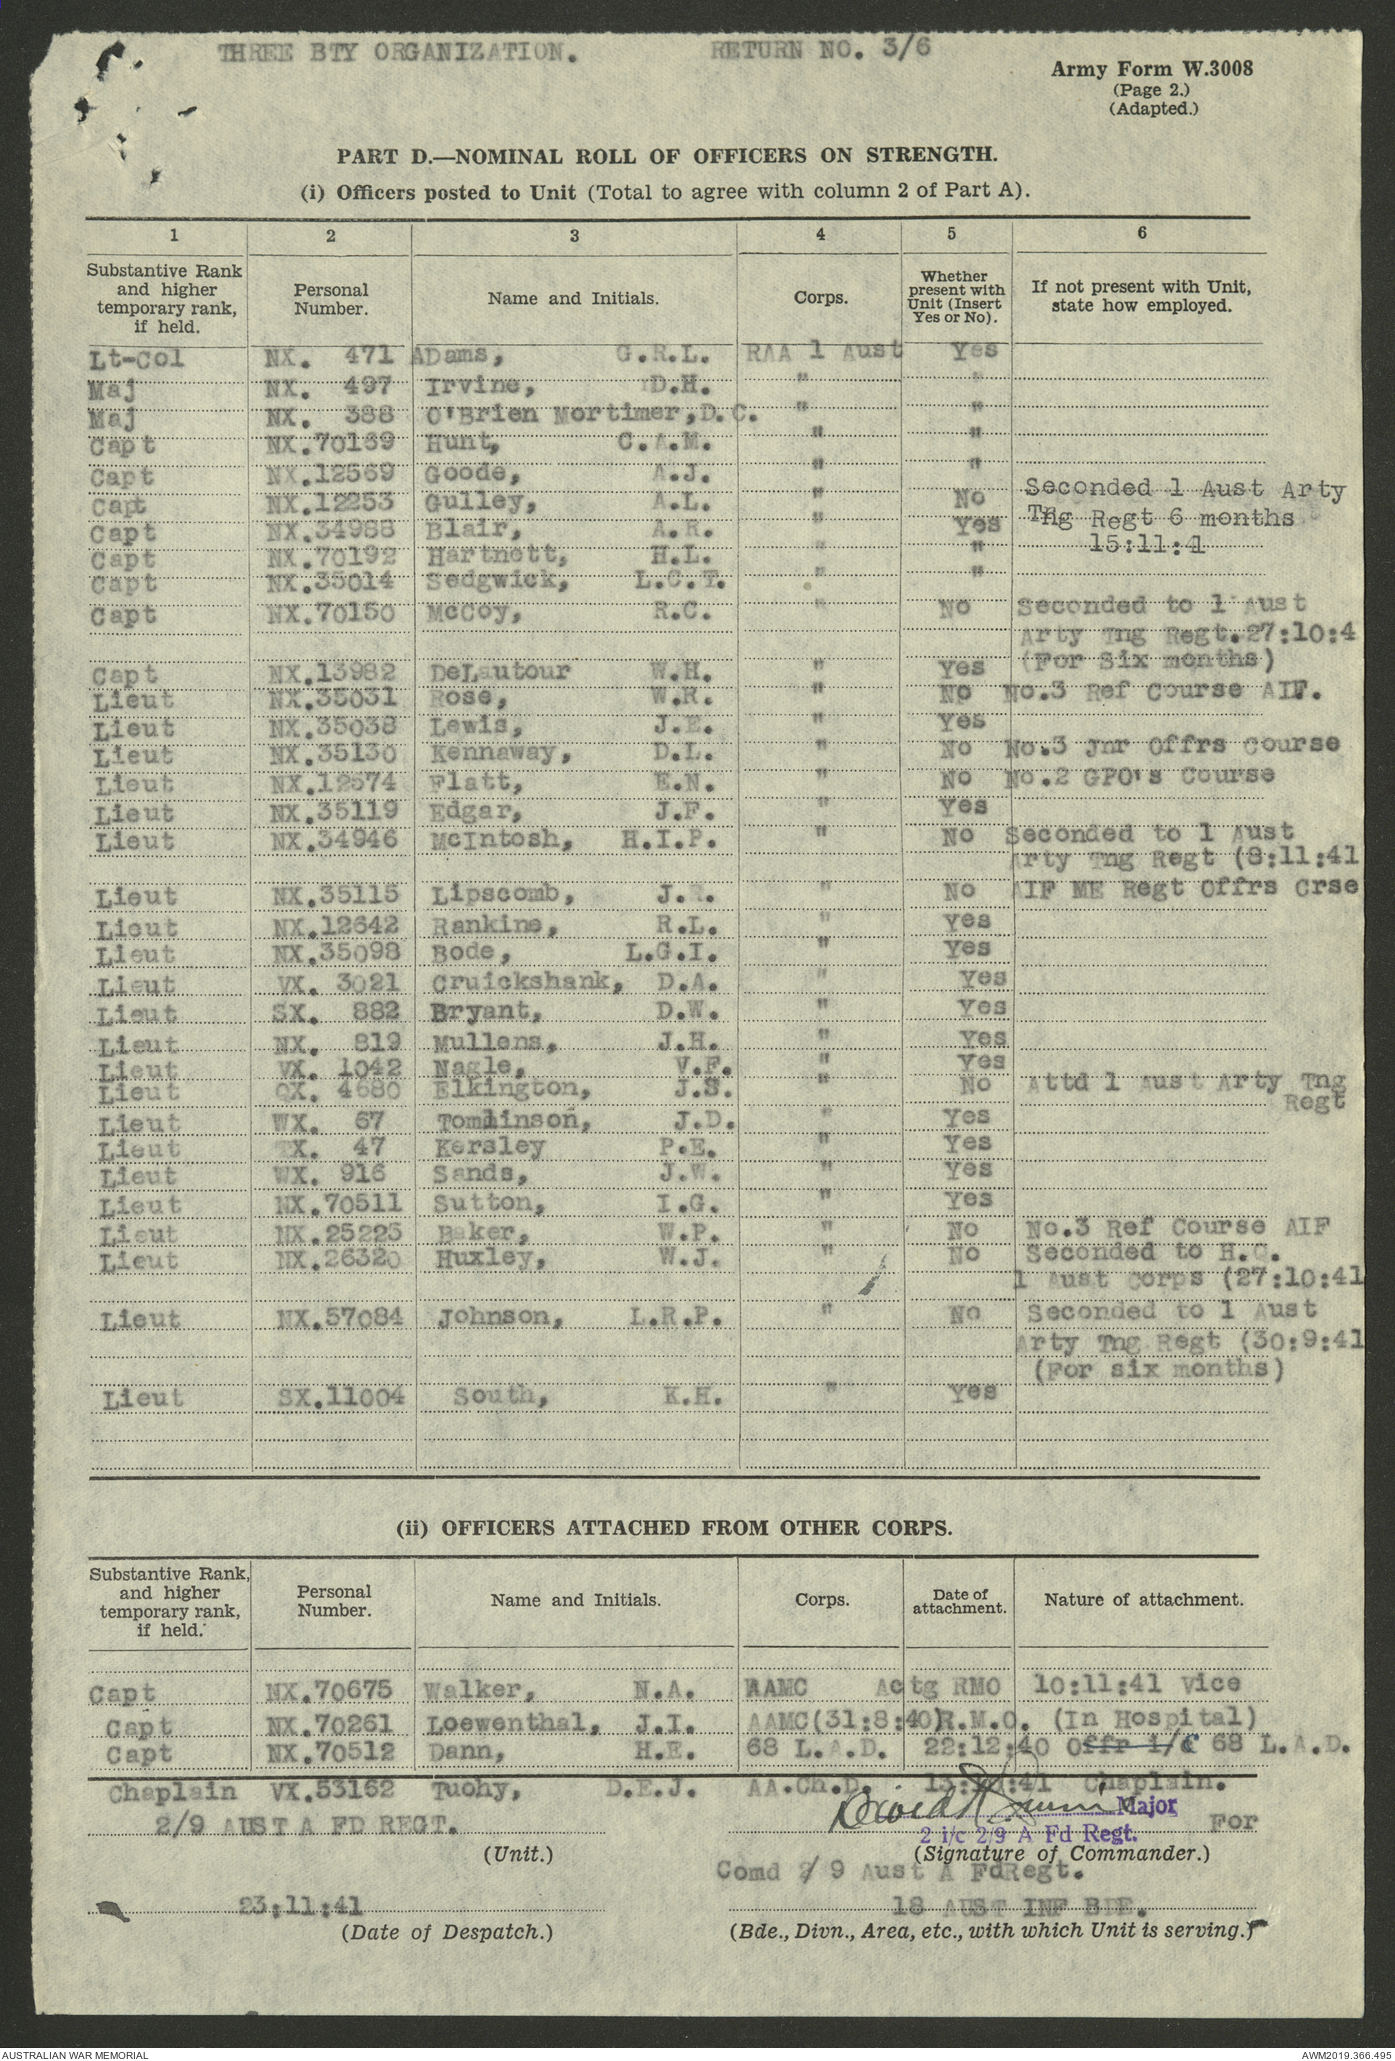 THREE BTY ORGANIZATION. RETURN NO. 3/6
Army Form W.3008
(Page 2.)
(Adapted.)
PART D.—NOMINAL ROLL OF OFFICERS ON STRENGTH.
(i) Officers posted to Unit (Total to agree with column 2 of Part A).
1 2 3 4 5 6
Substantive Rank and higher temporary rank, if held. Personal Number. Name and Initials. Corps. Whether present with Unit (Insert Yes or No). If not present with Unit, state how employed.
Lt-Col NX. 471 ADams, G.R.L. RAA 1 Aust Yes
Maj NX. 497 Irvine, D.H. " "
Maj NX. 388 O'Brien Mortimer, D.C. " "
Capt NX.70169 Hunt, C.A.M. " "
Capt NX.12569 Goode, A.J. " "
Capt NX.12253 Gulley, A.L. " No Seconded 1 Aust Arty
Capt NX.34988 Blair, A.R. " Yes Tng Regt 6 months
Capt NX.70192 Hartnott, H.L. " " 15:11:41
Capt NX.35014 Sedgwick, L.C.T. " "
Capt NX.70150 McCoy, R.C. " No Seconded to 1 Aust
Arty Tng Regt.27:10:4
(For Six months)
Capt NX.13982 DeLautour W.H. " Yes
Lieut NX.35031 Rose, W.R. " No No.3 Ref Course AIF.
Lieut NX.35038 Lewis, J.E. " Yes
Lieut NX.35130 Kennaway, D.L. " No No.3 Jnr Offrs Course
Lieut NX.12574 Flatt, E.N. " No No.2 GPO's Course
Lieut NX.35119 Edgar, J.F. " Yes
Lieut NX.34946 McIntosh, H.I.P. " No Seconded to 1 Aust
Arty Tng Regt (8:11:41
Lieut NX.35115 Lipscomb, J.R. " No AIF ME Regt Offrs Crse
Lieut NX.12642 Rankine, R.L. " Yes
Lieut NX.35098 Bode, L.G.I. " Yes
Lieut VX. 3021 Cruickshank, D.A. " Yes
Lieut SX. 882 Bryant, D.W. " Yes
Lieut NX. 819 Mullens, J.H. " Yes
Lieut VX. 1042 Nagle, V.F. " Yes
Lieut QX. 4680 Elkington, J.S. " No Attd 1 Aust Arty Tng
Regt
Lieut WX. 67 Tomlinson, J.D. " Yes
Lieut TX. 47 Kersley P.E. " Yes
Lieut WX. 916 Sands, J.W. " Yes
Lieut NX.70511 Sutton, I.G. " Yes
Lieut NX.25225 Baker, W.P. " No No.3 Ref Course AIF
Lieut NX.26320 Huxley, W.J. " No Seconded to H.Q.
1 Aust Corps (27:10:41
Lieut NX.57084 Johnson, L.R.P. " No Seconded to 1 Aust
Arty Tng Regt (30:9:41
(For six months)
Lieut SX.11004 South, K.H. " Yes
(ii) OFFICERS ATTACHED FROM OTHER CORPS.
Substantive Rank, and higher temporary rank, if held. Personal Number. Name and Initials. Corps. Date of attachment. Nature of attachment.
Capt NX.70675 Walker, N.A. AAMC Actg RMO 10:11:41 Vice
Capt NX.70261 Loewenthal, J.I. AAMC(31:8:40)R.M.O. (In Hospital)
Capt NX.70512 Dann, H.E. 68 L.A.D. 22:12:40 Offr i/c 68 L.A.D.
Chaplain VX.53162 Tuohy, D.E.J. AA.Ch.D. Chaplain.
Major
2/9 AUST A FD REGT. 2 i/c 2/9 A Fd Regt. For
(Unit.) (Signature of Commander.)
Comd 2/9 Aust A FdRegt.
23:11:41 18 AUST INF BDE.
(Date of Despatch.) (Bde., Divn., Area, etc., with which Unit is serving.)
AUSTRALIAN WAR MEMORIAL AWM2019.366.495